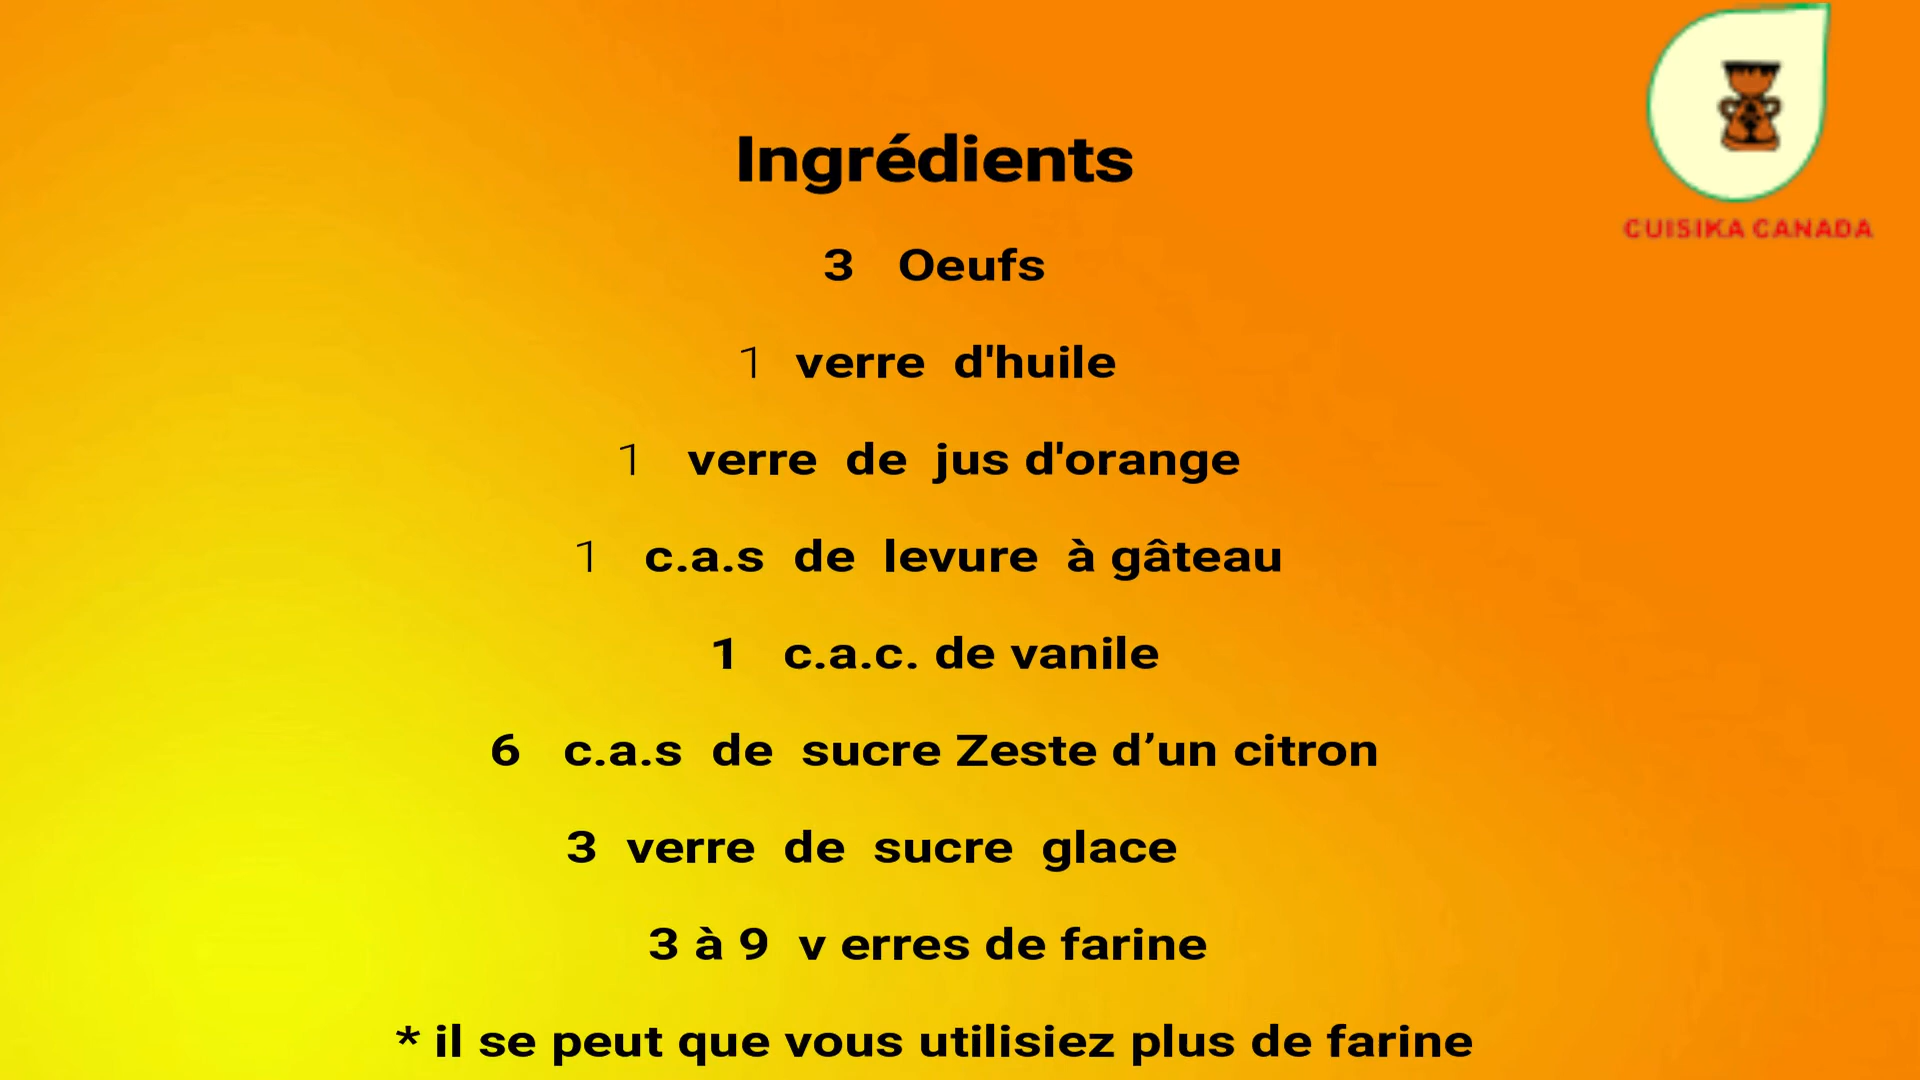 CUISIKA CANADA
Ingrédients
3 Oeufs
1 verre d'huile
1 verre de jus d'orange
1 c.a.s de levure à gâteau
1 c.a.c. de vanile
6 c.a.s de sucre Zeste d’un citron
3 verre de sucre glace
3 à 9 v erres de farine
* il se peut que vous utilisiez plus de farine